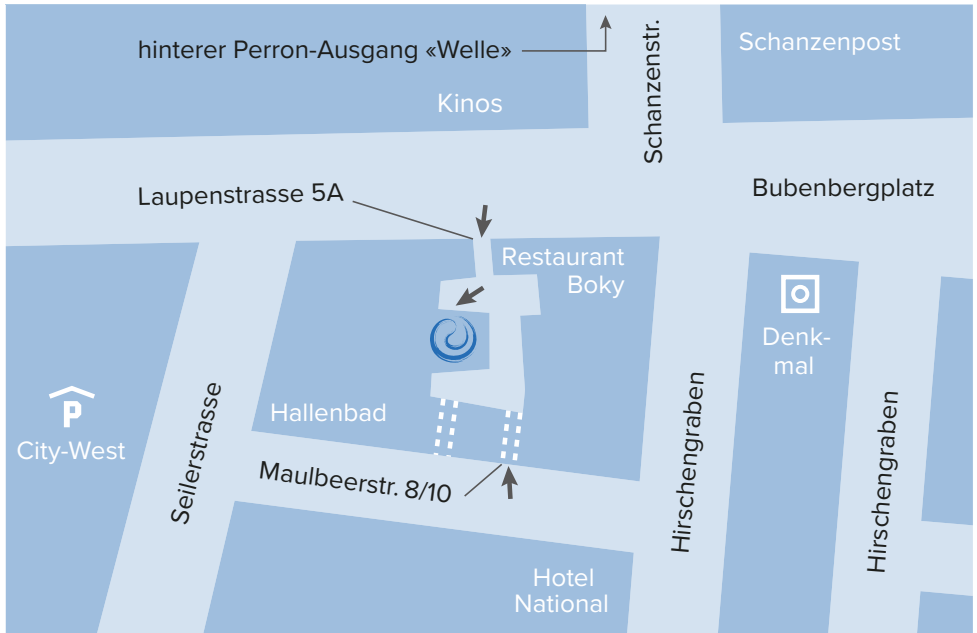 hinterer Perron-Ausgang «Welle»
Schanzenstr.
Schanzenpost
Kinos
Laupenstrasse 5A
Bubenbergplatz
Restaurant
Boky
Denk-
mal
P
City-West
Seilerstrasse
Hallenbad
Maulbeerstr. 8/10
Hirschengraben
Hirschengraben
Hotel
National